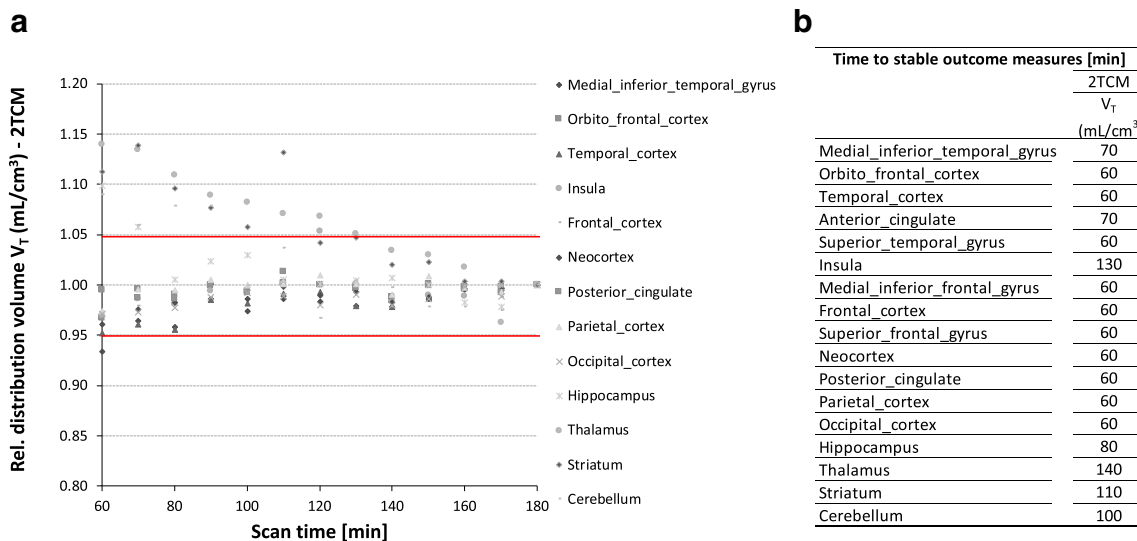 a
Rel. distribution volume V_T (mL/cm³) - 2TCM
1.20
1.15
1.10
1.05
1.00
0.95
0.90
0.85
0.80
60 80 100 120 140 160 180
Scan time [min]
Medial_inferior_temporal_gyrus
Orbito_frontal_cortex
Temporal_cortex
Insula
Frontal_cortex
Neocortex
Posterior_cingulate
Parietal_cortex
Occipital_cortex
Hippocampus
Thalamus
Striatum
Cerebellum
b
Time to stable outcome measures [min]
2TCM
V_T
(mL/cm³
Medial_inferior_temporal_gyrus 70
Orbito_frontal_cortex 60
Temporal_cortex 60
Anterior_cingulate 70
Superior_temporal_gyrus 60
Insula 130
Medial_inferior_frontal_gyrus 60
Frontal_cortex 60
Superior_frontal_gyrus 60
Neocortex 60
Posterior_cingulate 60
Parietal_cortex 60
Occipital_cortex 60
Hippocampus 80
Thalamus 140
Striatum 110
Cerebellum 100